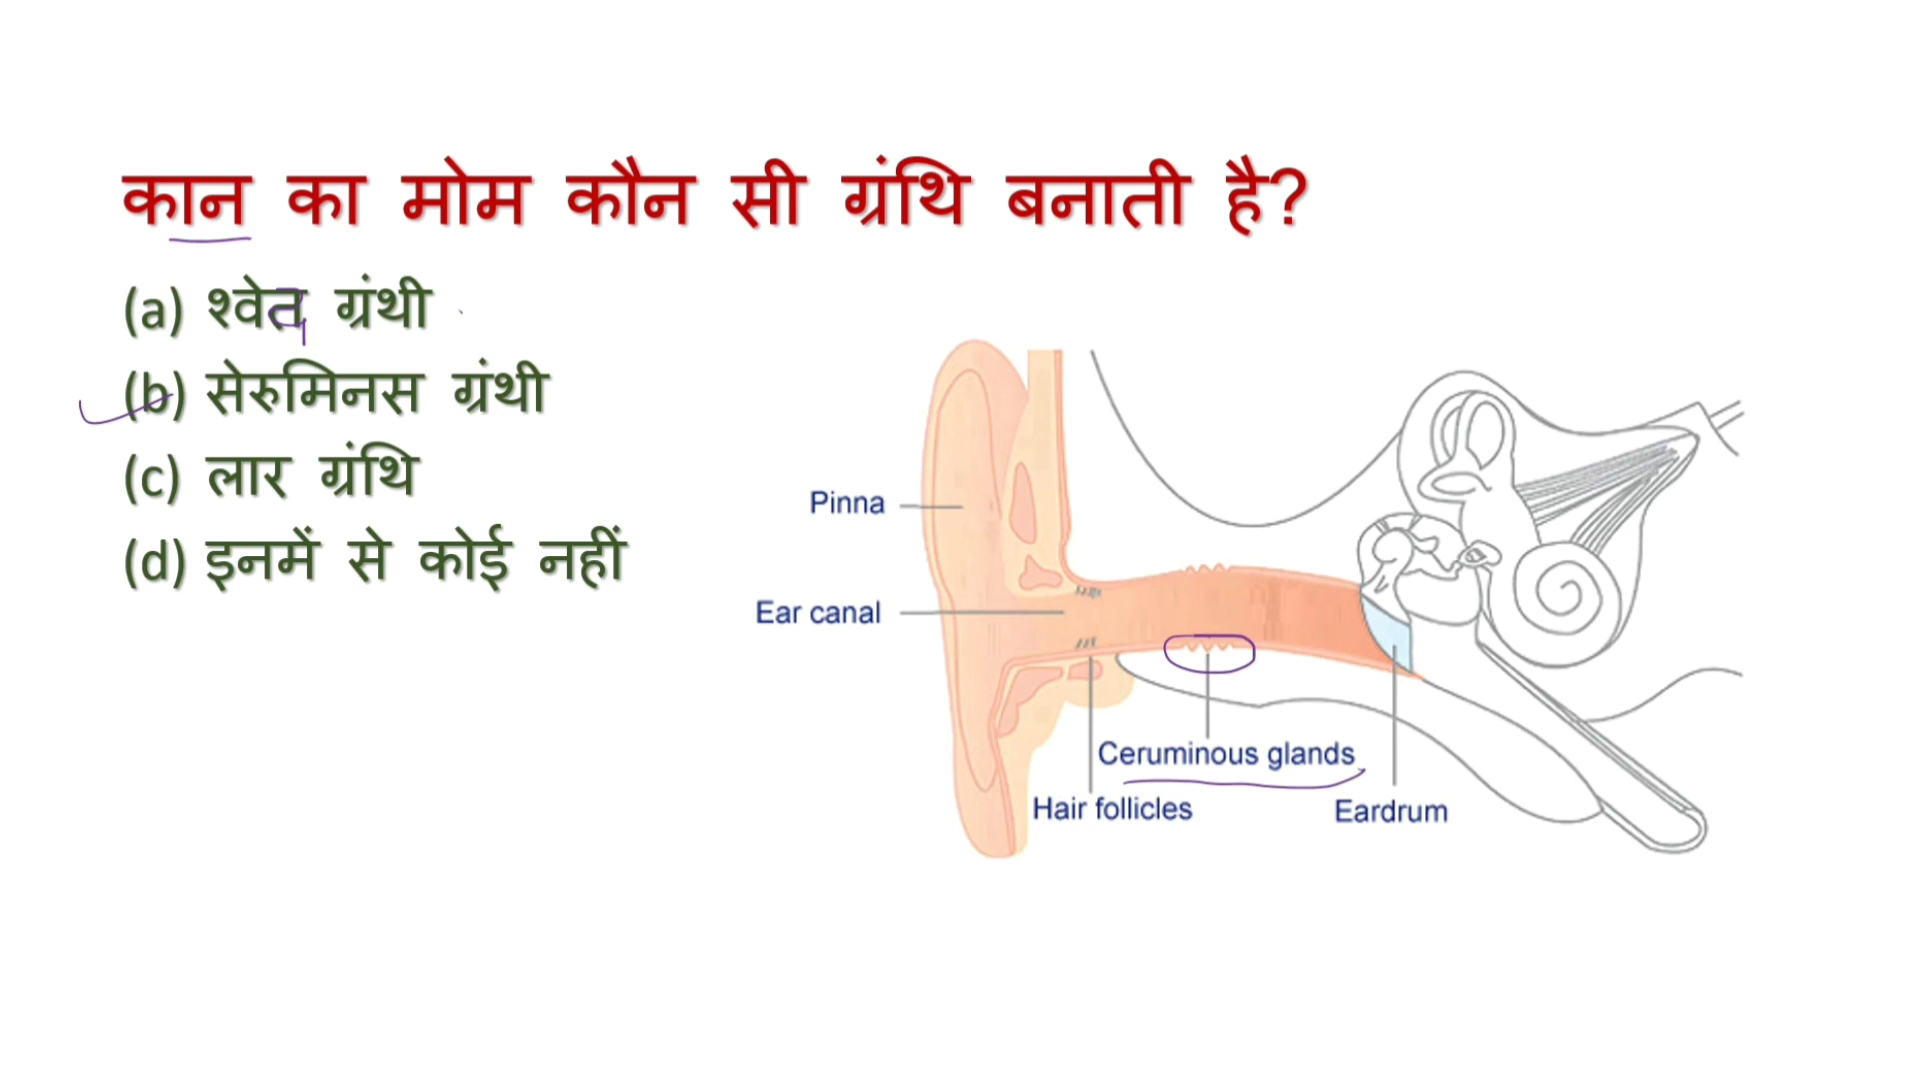 कान का मोम कौन सी ग्रंथि बनाती है?
(a) श्वेत ग्रंथी
(b) सेरुमिनस ग्रंथी
(c) लार ग्रंथि
(d) इनमें से कोई नहीं
Pinna
Ear canal
Ceruminous glands
Hair follicles
Eardrum